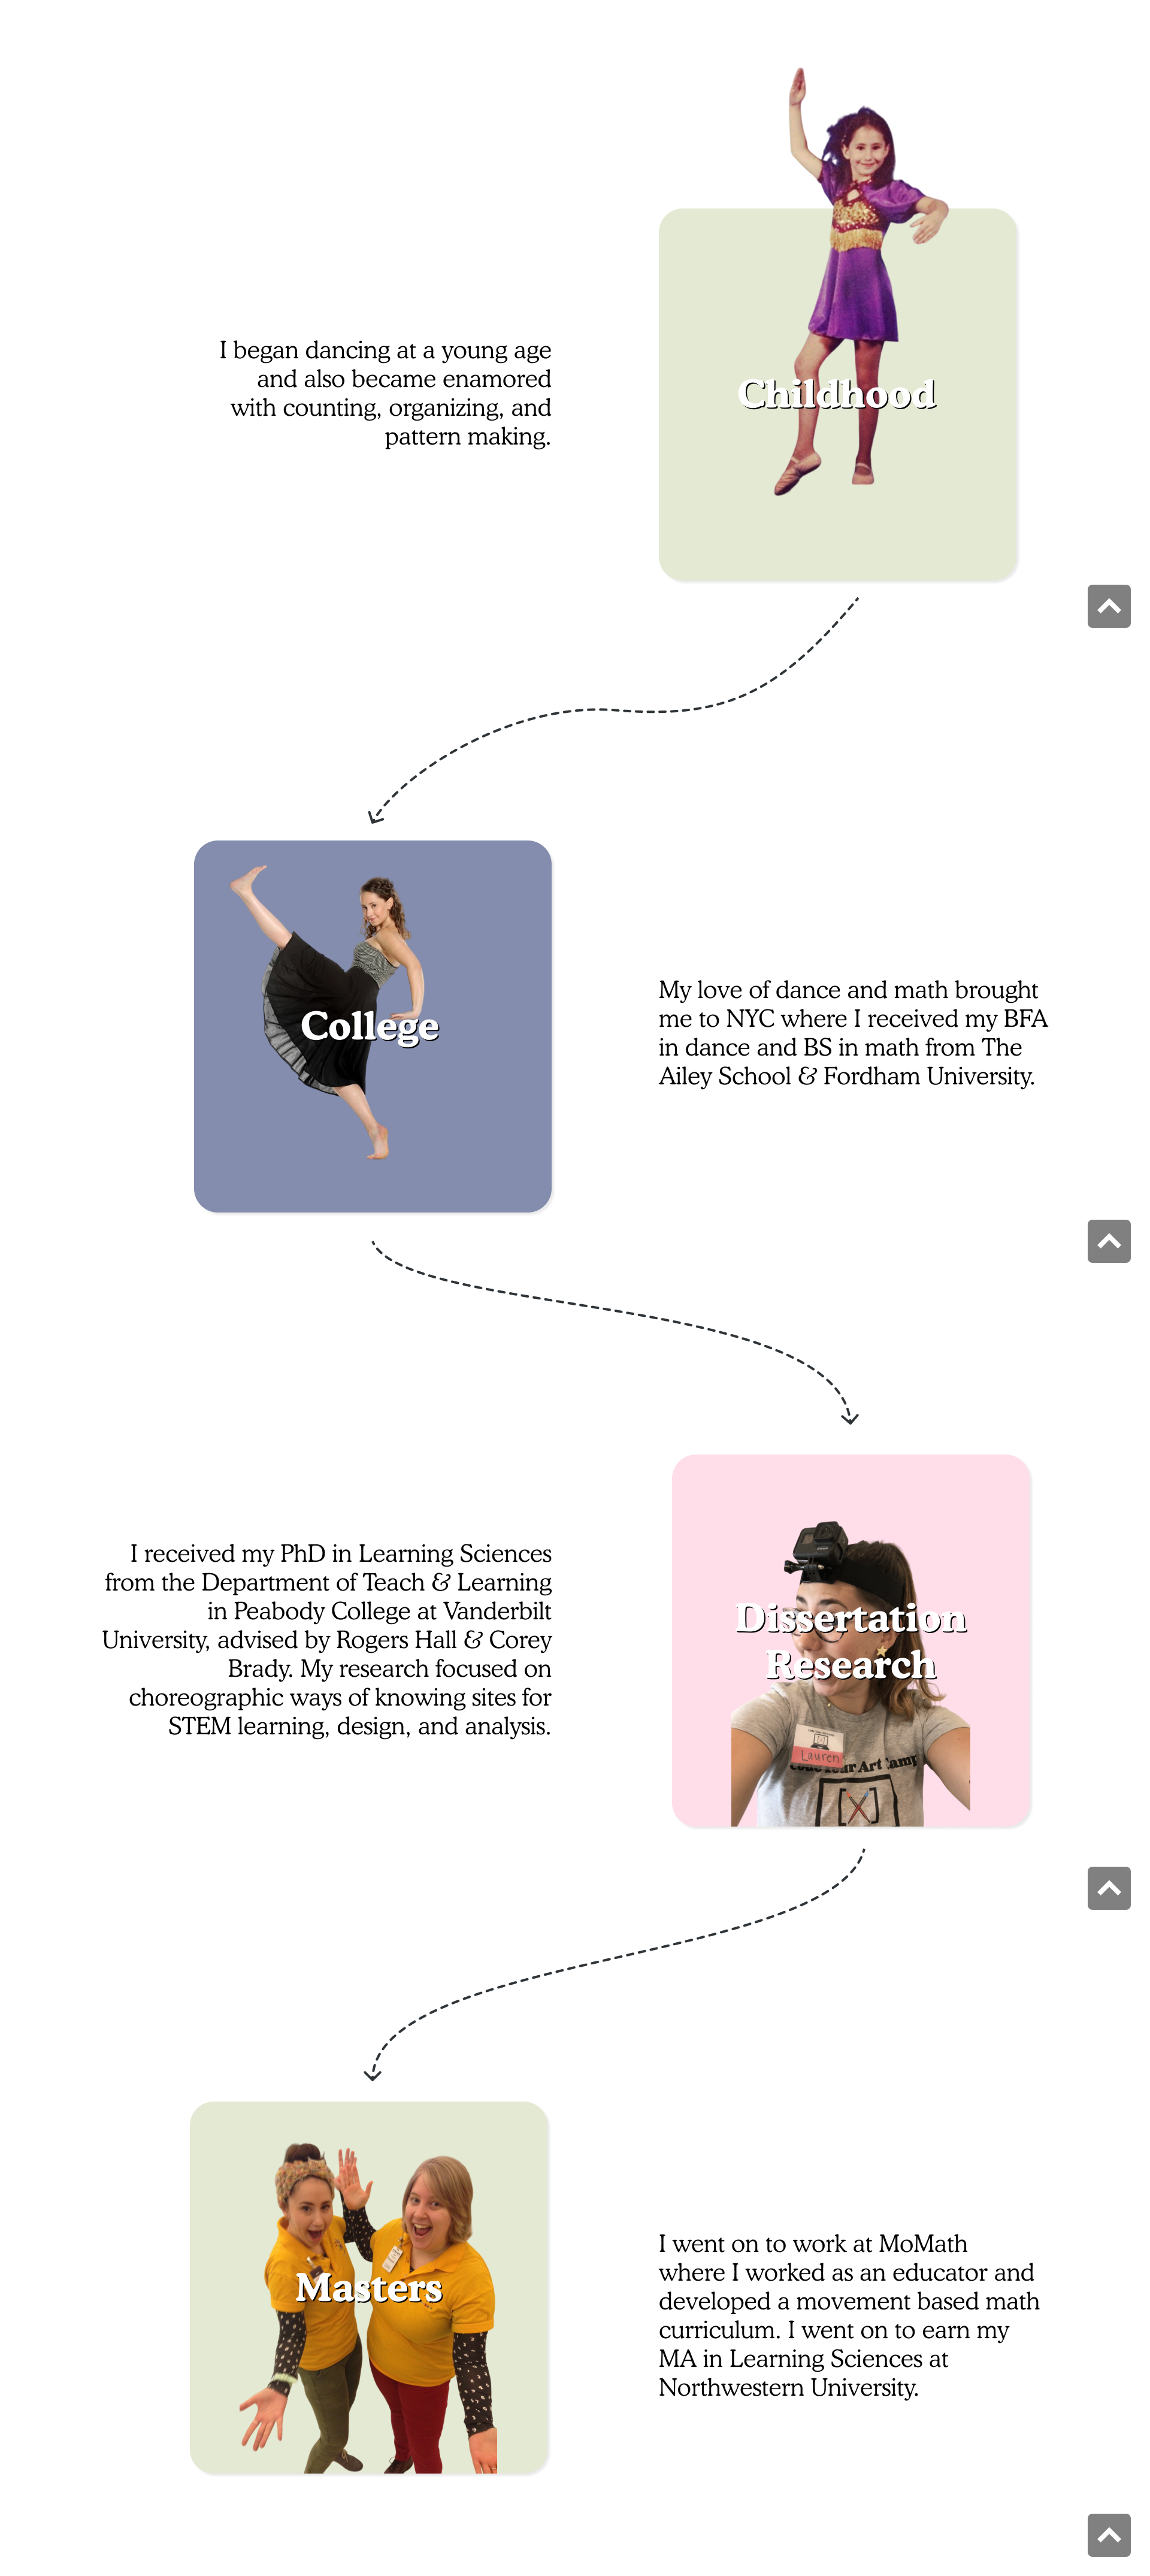 I began dancing at a young age
and also became enamored
with counting, organizing, and
pattern making.
Childhood
College
My love of dance and math brought
me to NYC where I received my BFA
in dance and BS in math from The
Ailey School & Fordham University.
I received my PhD in Learning Sciences
from the Department of Teach & Learning
in Peabody College at Vanderbilt
University, advised by Rogers Hall & Corey
Brady. My research focused on
choreographic ways of knowing sites for
STEM learning, design, and analysis.
Dissertation
Research
Lauren
Code Your Art Camp
Masters
I went on to work at MoMath
where I worked as an educator and
developed a movement based math
curriculum. I went on to earn my
MA in Learning Sciences at
Northwestern University.